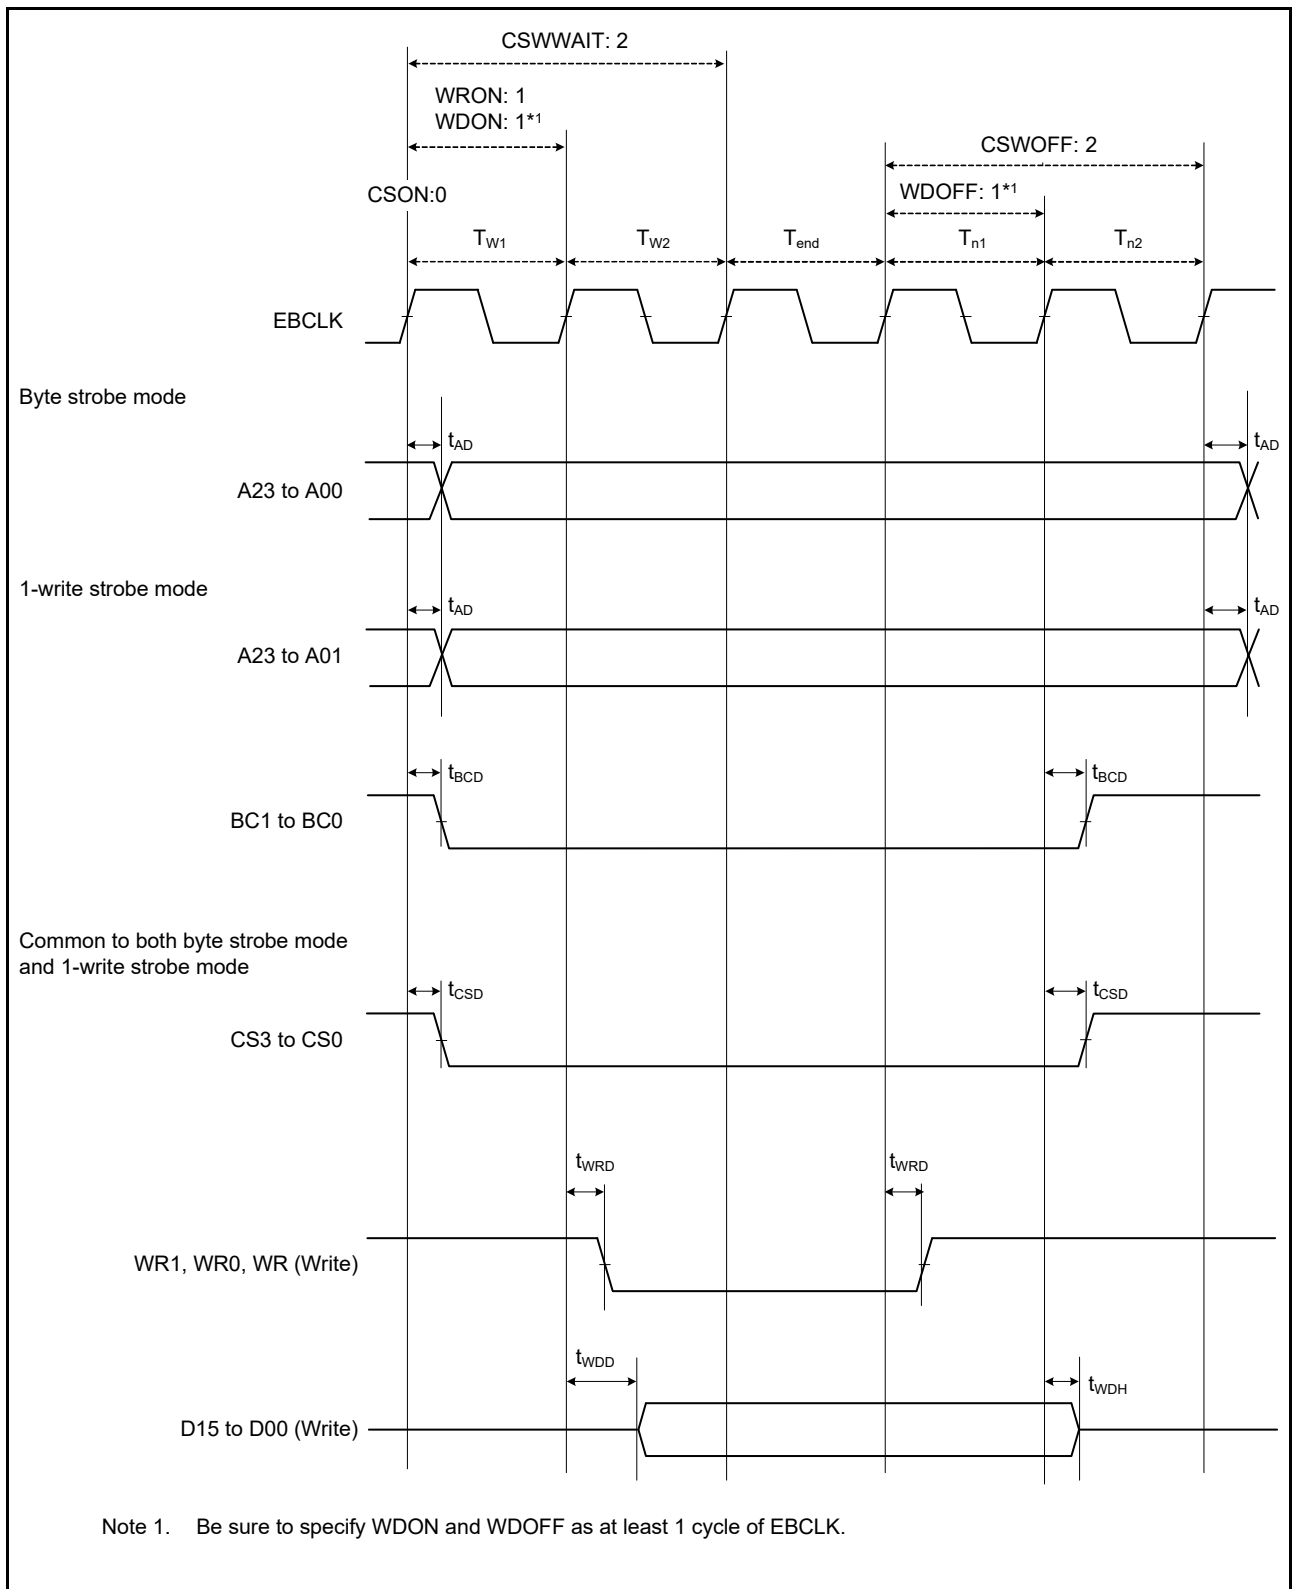 CSWWAIT: 2
WRON: 1
WDON: 1*1
CSWOFF: 2
WDOFF: 1*1
CSON:0
TW1 TW2 Tend Tn1 Tn2
EBCLK
Byte strobe mode
tAD tAD
A23 to A00
1-write strobe mode
tAD tAD
A23 to A01
tBCD tBCD
BC1 to BC0
Common to both byte strobe mode
and 1-write strobe mode
tCSD tCSD
CS3 to CS0
tWRD tWRD
WR1, WR0, WR (Write)
tWDD tWDH
D15 to D00 (Write)
Note 1. Be sure to specify WDON and WDOFF as at least 1 cycle of EBCLK.